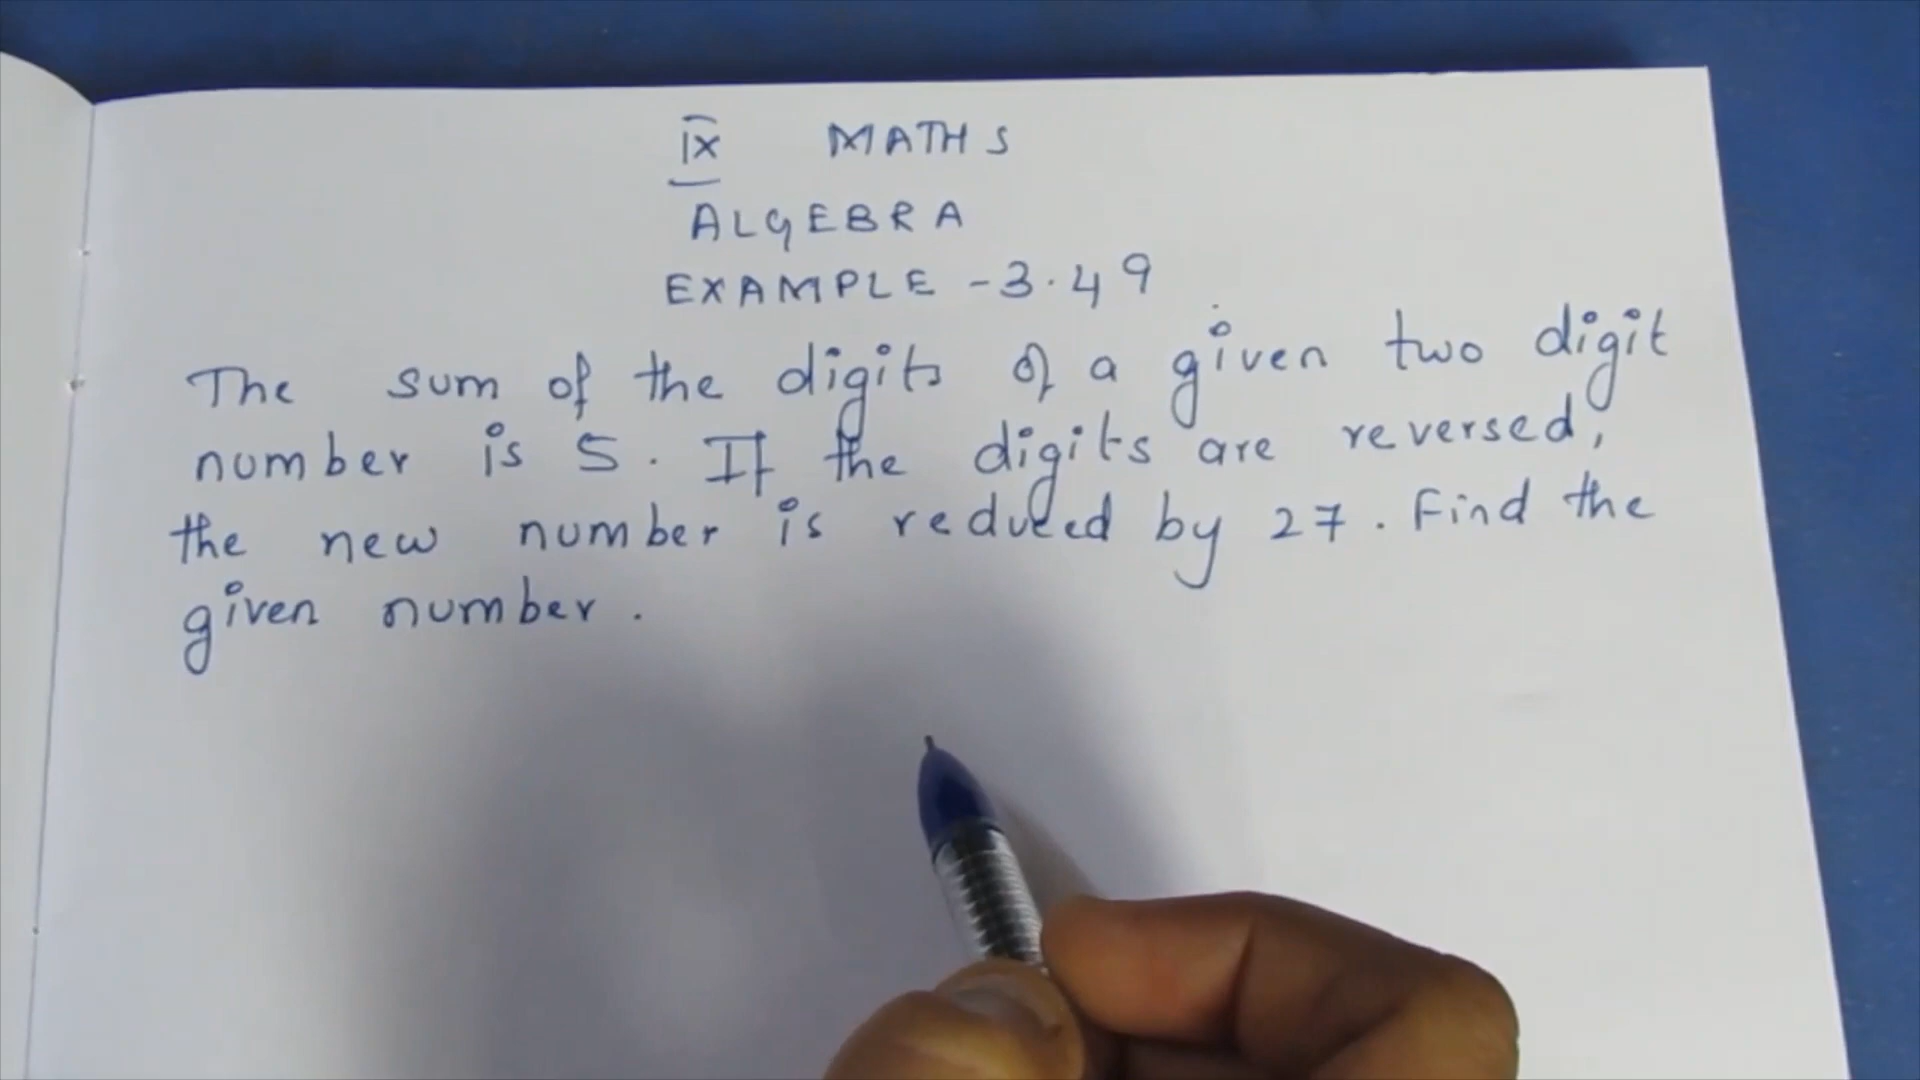 IX MATHS
ALGEBRA
EXAMPLE - 3.49
The sum of the digits of a given two digit
number is 5. If the digits are reversed,
the new number is reduced by 27. Find the
given number.